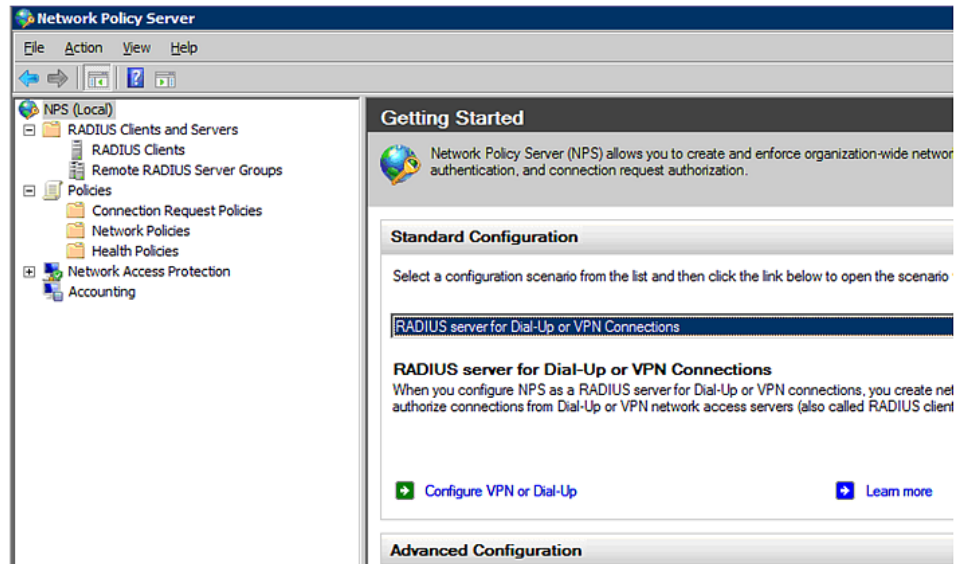 Network Policy Server
File Action View Help
NPS (Local)
RADIUS Clients and Servers
RADIUS Clients
Remote RADIUS Server Groups
Policies
Connection Request Policies
Network Policies
Health Policies
Network Access Protection
Accounting
Getting Started
Network Policy Server (NPS) allows you to create and enforce organization-wide networ
authentication, and connection request authorization.
Standard Configuration
Select a configuration scenario from the list and then click the link below to open the scenario
RADIUS server for Dial-Up or VPN Connections
RADIUS server for Dial-Up or VPN Connections
When you configure NPS as a RADIUS server for Dial-Up or VPN connections, you create net
authorize connections from Dial-Up or VPN network access servers (also called RADIUS client
Configure VPN or Dial-Up Learn more
Advanced Configuration